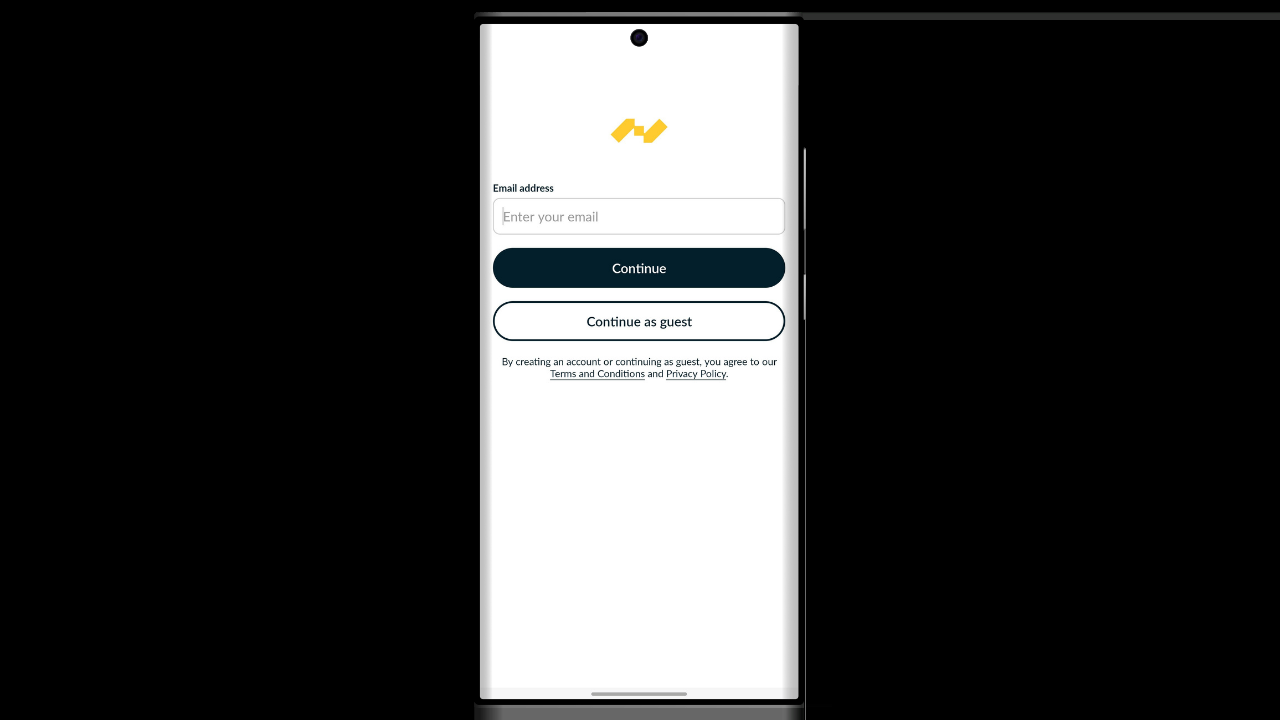 Email address
Enter your email
Continue
Continue as guest
By creating an account or continuing as guest, you agree to our
Terms and Conditions and Privacy Policy.